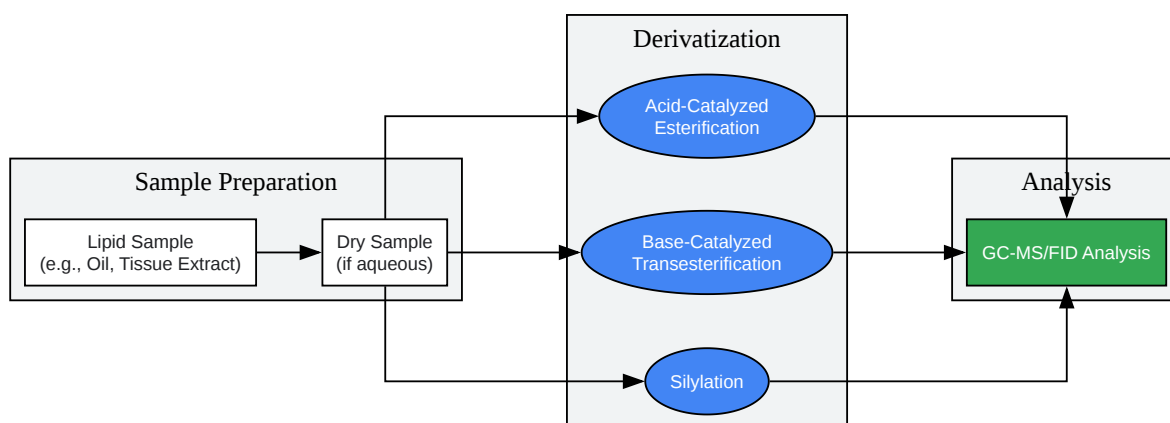 Derivatization
Acid-Catalyzed
Esterification
Sample Preparation
Analysis
Lipid Sample
(e.g., Oil, Tissue Extract)
Dry Sample
(if aqueous)
Base-Catalyzed
Transesterification
GC-MS/FID Analysis
Silylation